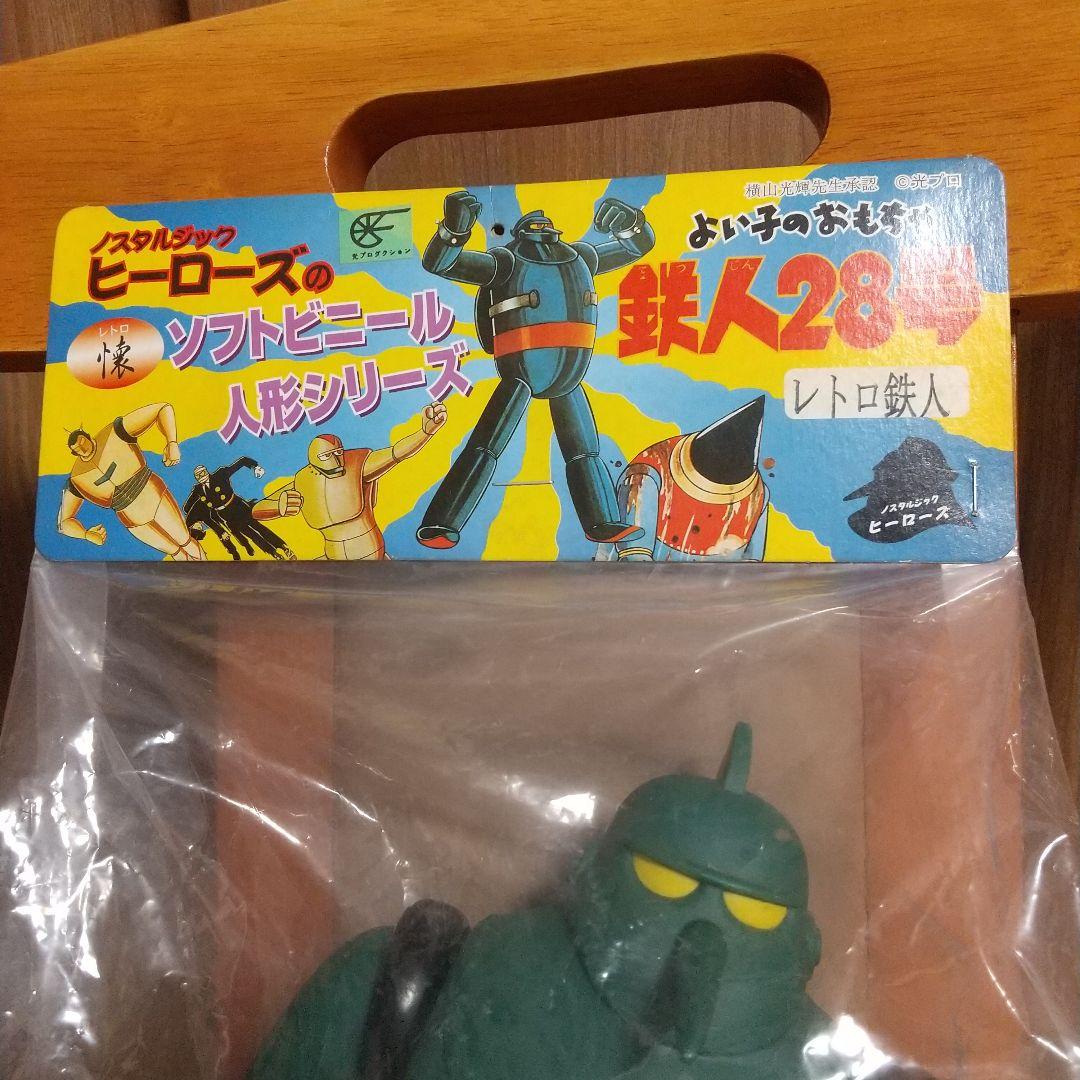 ノスタルジック
ヒーローズの
レトロ
懐
ソフトビニール
人形シリーズ
光プロダクション
横山光輝先生承認 ©光プロ
よい子のおもちゃ
鉄人28号
レトロ鉄人
ノスタルジック
ヒーローズ